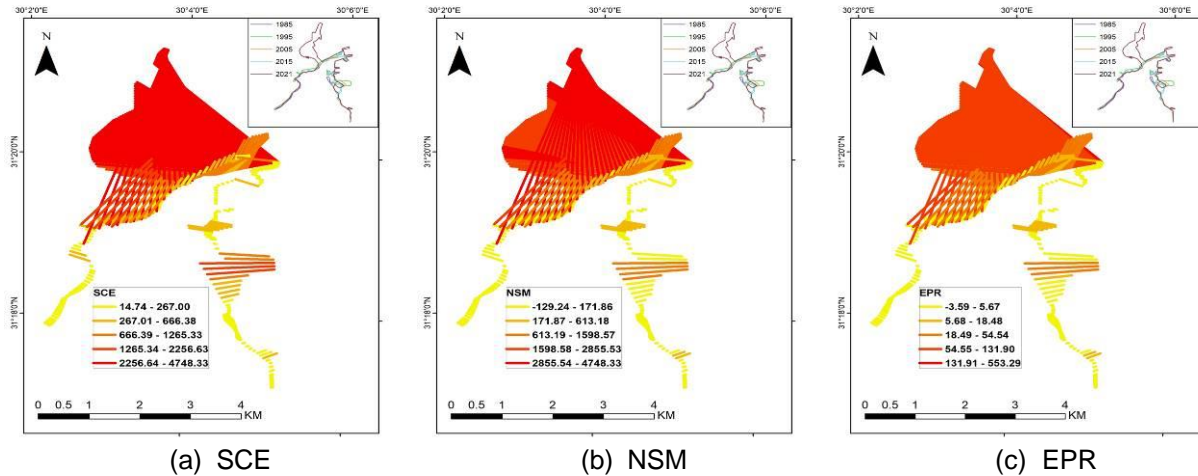 30°2'0"E 30°4'0"E 30°6'0"E
1985
1995
2005
2015
2021
N
31°20'0"N
31°18'0"N
SCE
14.74 - 267.00
267.01 - 666.38
666.39 - 1265.33
1265.34 - 2256.63
2256.64 - 4748.33
0 0.5 1 2 3 4
KM
(a) SCE
30°2'0"E 30°4'0"E 30°6'0"E
1985
1995
2005
2015
2021
N
31°20'0"N
31°18'0"N
NSM
-129.24 - 171.86
171.87 - 613.18
613.19 - 1598.57
1598.58 - 2855.53
2855.54 - 4748.33
0 0.5 1 2 3 4
KM
(b) NSM
30°2'0"E 30°4'0"E 30°6'0"E
1985
1995
2005
2015
2021
N
31°20'0"N
31°18'0"N
EPR
-3.59 - 5.67
5.68 - 18.48
18.49 - 54.54
54.55 - 131.90
131.91 - 553.29
0 0.5 1 2 3 4
KM
(c) EPR